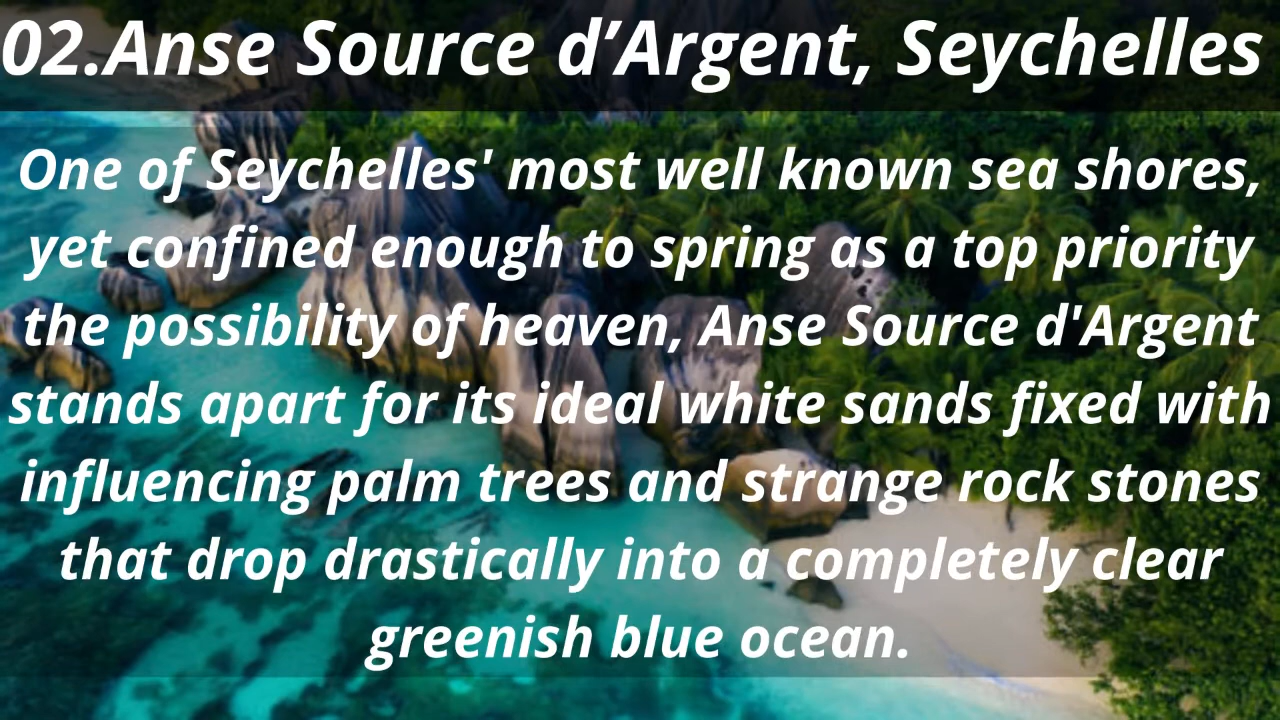 02.Anse Source d’Argent, Seychelles
One of Seychelles' most well known sea shores,
yet confined enough to spring as a top priority
the possibility of heaven, Anse Source d'Argent
stands apart for its ideal white sands fixed with
influencing palm trees and strange rock stones
that drop drastically into a completely clear
greenish blue ocean.